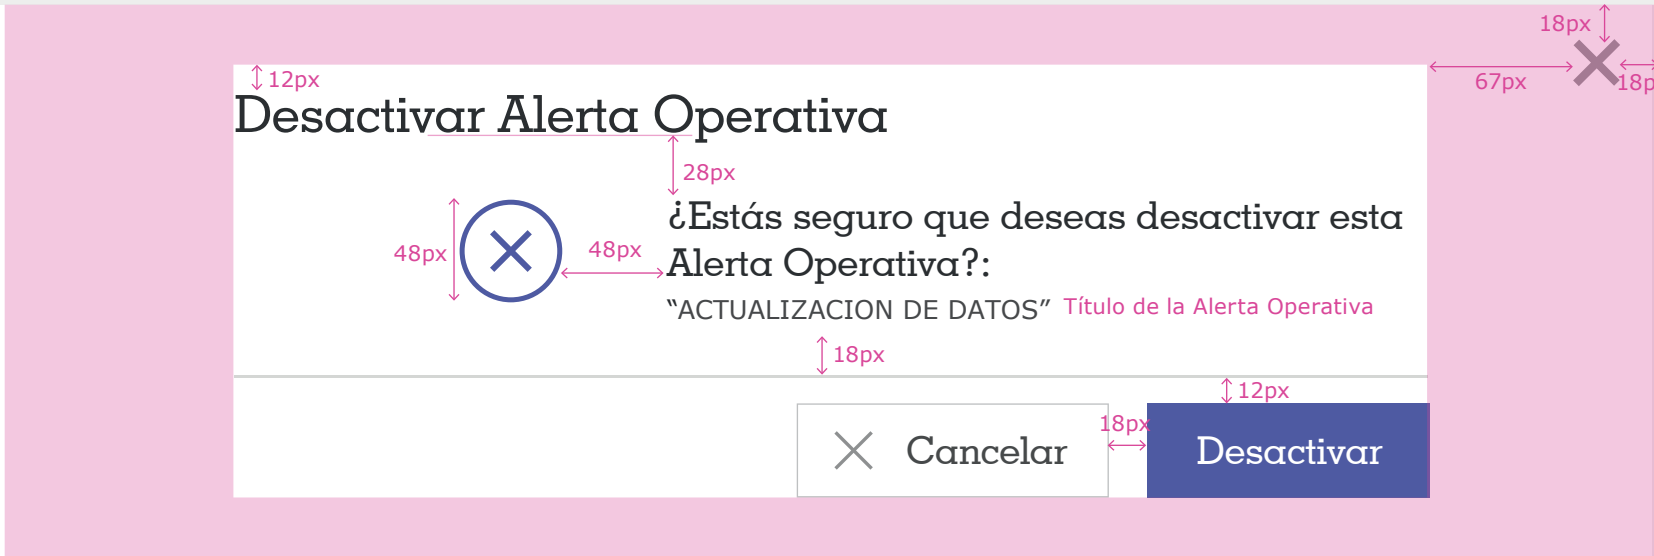 18px
12px
67px
18p
Desactivar Alerta Operativa
28px
¿Estás seguro que deseas desactivar esta
48px
48px
Alerta Operativa?:
“ACTUALIZACION DE DATOS” Título de la Alerta Operativa
18px
12px
18px
Cancelar
Desactivar